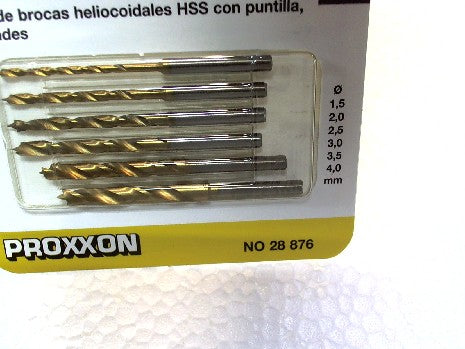 de brocas heliocoidales HSS con puntilla,
ades
Ø
1,5
2,0
2,5
3,0
3,5
4,0
mm
PROXXON
NO 28 876